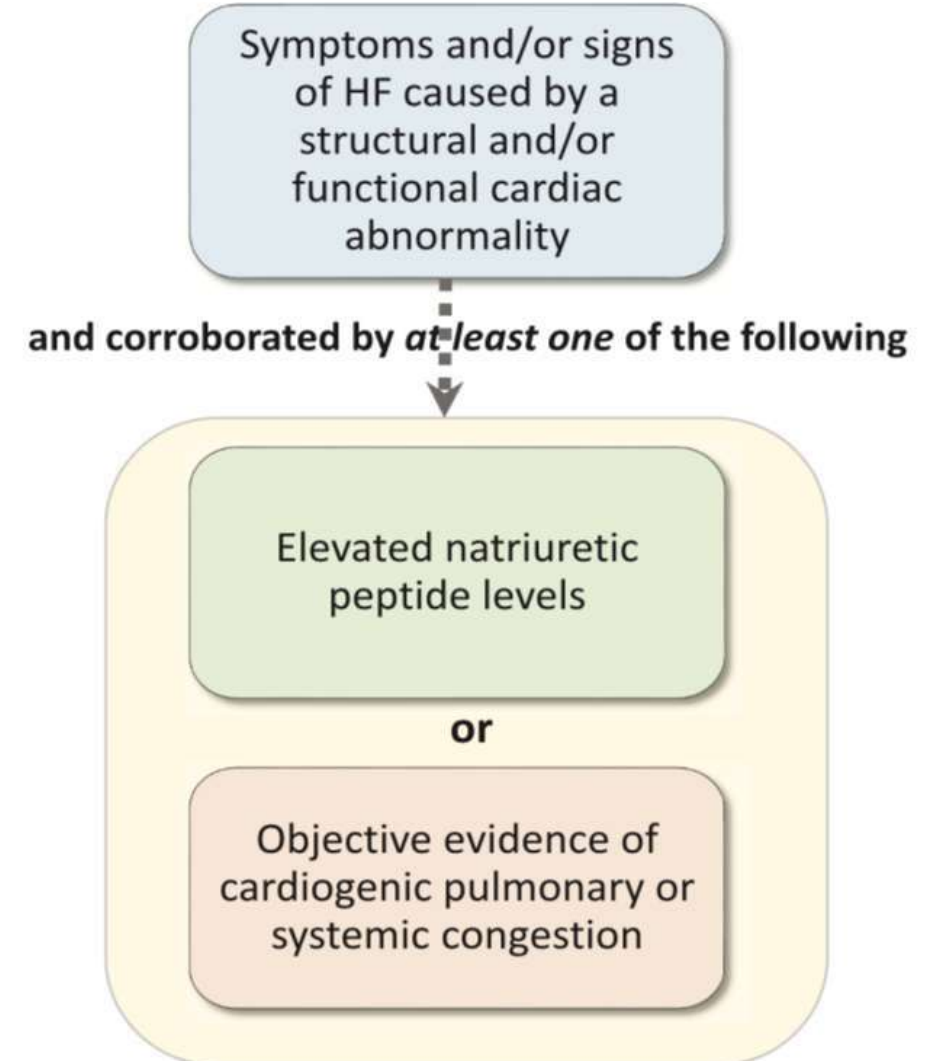 Symptoms and/or signs
of HF caused by a
structural and/or
functional cardiac
abnormality
and corroborated by at least one of the following
Elevated natriuretic
peptide levels
or
Objective evidence of
cardiogenic pulmonary or
systemic congestion